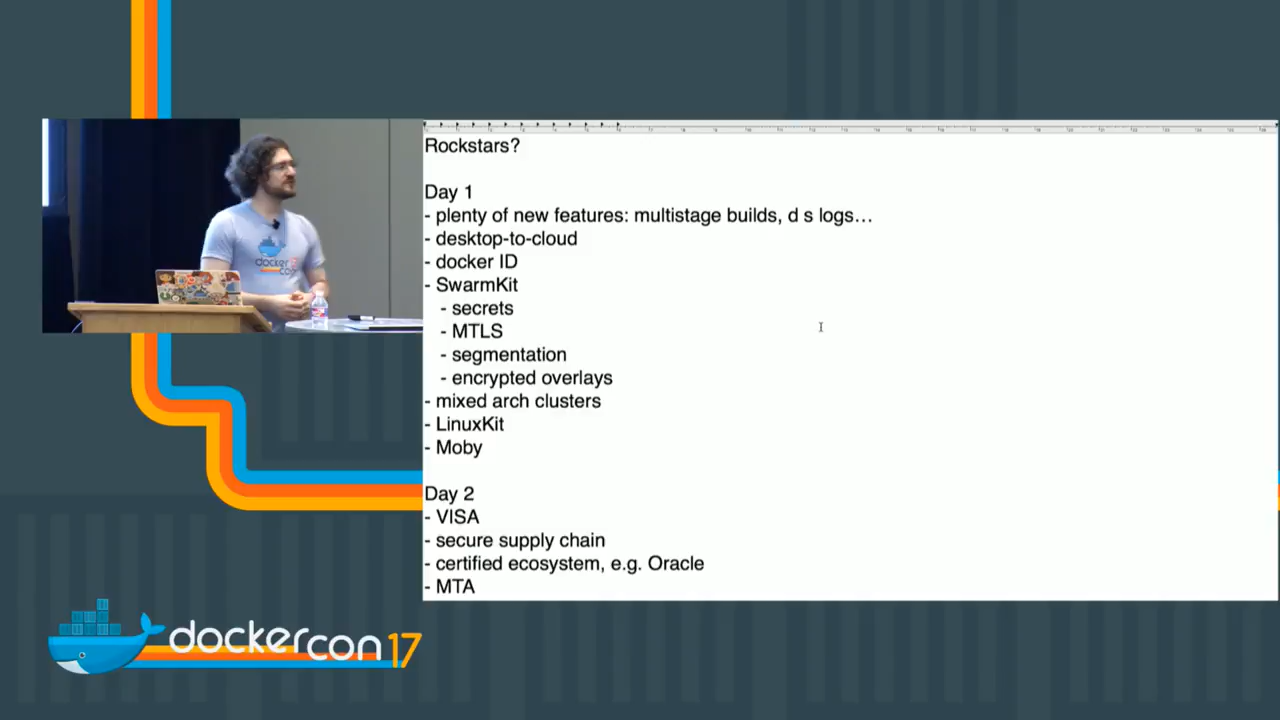 Rockstars?
Day 1
- plenty of new features: multistage builds, d s logs…
- desktop-to-cloud
- docker ID
- SwarmKit
- secrets
- MTLS
- segmentation
- encrypted overlays
- mixed arch clusters
- LinuxKit
- Moby
Day 2
- VISA
- secure supply chain
- certified ecosystem, e.g. Oracle
- MTA
docker
dockercon17